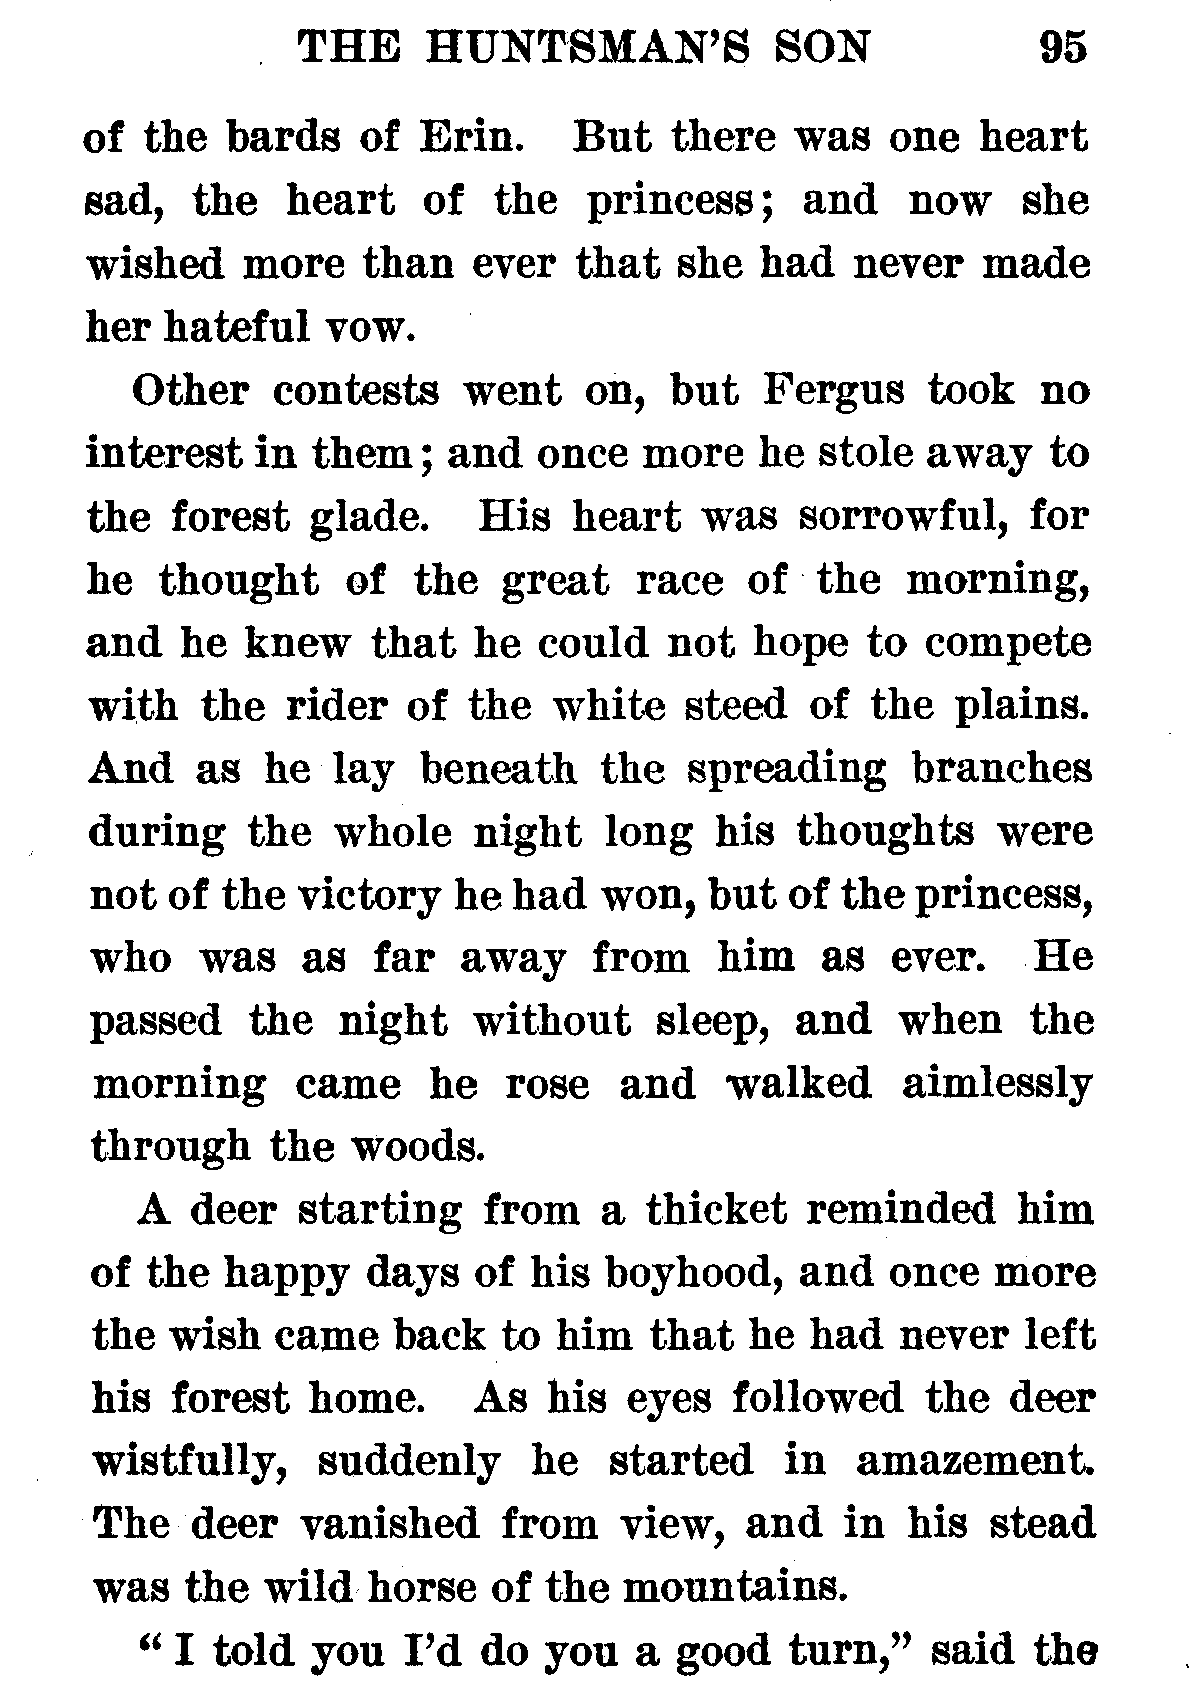 THE HUNTSMAN'S SON 95
of the bards of Erin. But there was one heart
sad, the heart of the princess; and now she
wished more than ever that she had never made
her hateful vow.
Other contests went on, but Fergus took no
interest in them; and once more he stole away to
the forest glade. His heart was sorrowful, for
he thought of the great race of the morning,
and he knew that he could not hope to compete
with the rider of the white steed of the plains.
And as he lay beneath the spreading branches
during the whole night long his thoughts were
not of the victory he had won, but of the princess,
who was as far away from him as ever. He
passed the night without sleep, and when the
morning came he rose and walked aimlessly
through the woods.
A deer starting from a thicket reminded him
of the happy days of his boyhood, and once more
the wish came back to him that he had never left
his forest home. As his eyes followed the deer
wistfully, suddenly he started in amazement.
The deer vanished from view, and in his stead
was the wild horse of the mountains.
“I told you I’d do you a good turn,” said the